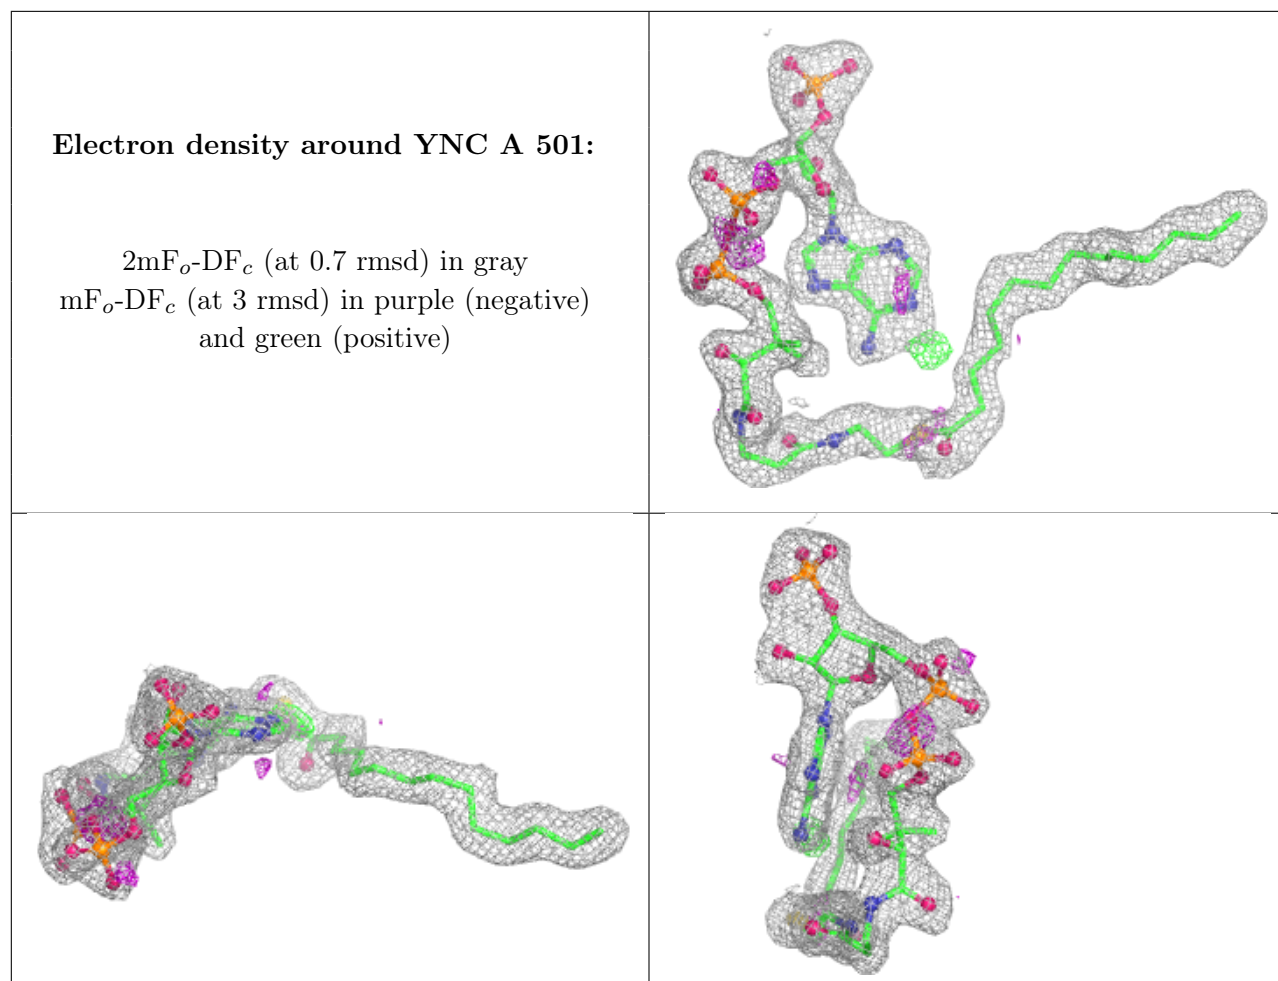 Electron density around YNC A 501:
2mFₒ-DF𝒸 (at 0.7 rmsd) in gray
mFₒ-DF𝒸 (at 3 rmsd) in purple (negative)
and green (positive)